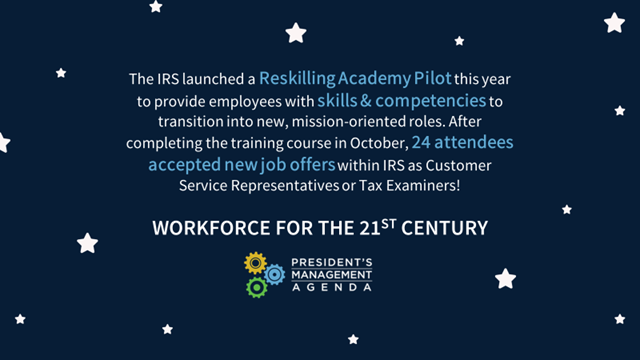 The IRS launched a Reskilling Academy Pilot this year
to provide employees with skills & competencies to
transition into new, mission-oriented roles. After
completing the training course in October, 24 attendees
accepted new job offers within IRS as Customer
Service Representatives or Tax Examiners!
WORKFORCE FOR THE 21ST CENTURY
PRESIDENT'S
MANAGEMENT
AGENDA